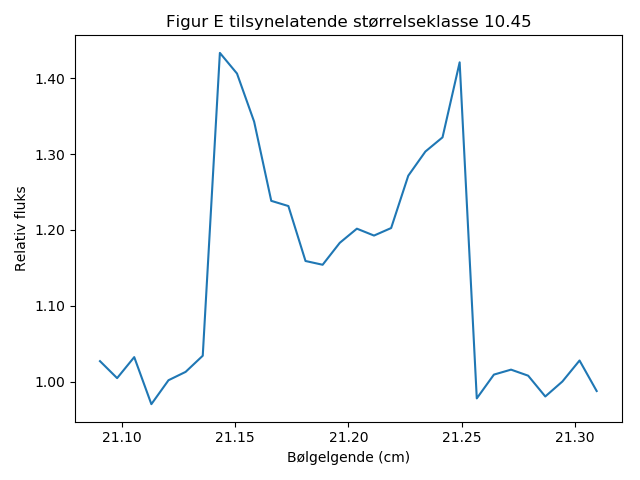 Figur E tilsynelatende størrelseklasse 10.45
1.40
1.30
1.20
1.10
1.00
Relativ fluks
21.10 21.15 21.20 21.25 21.30
Bølgelgende (cm)